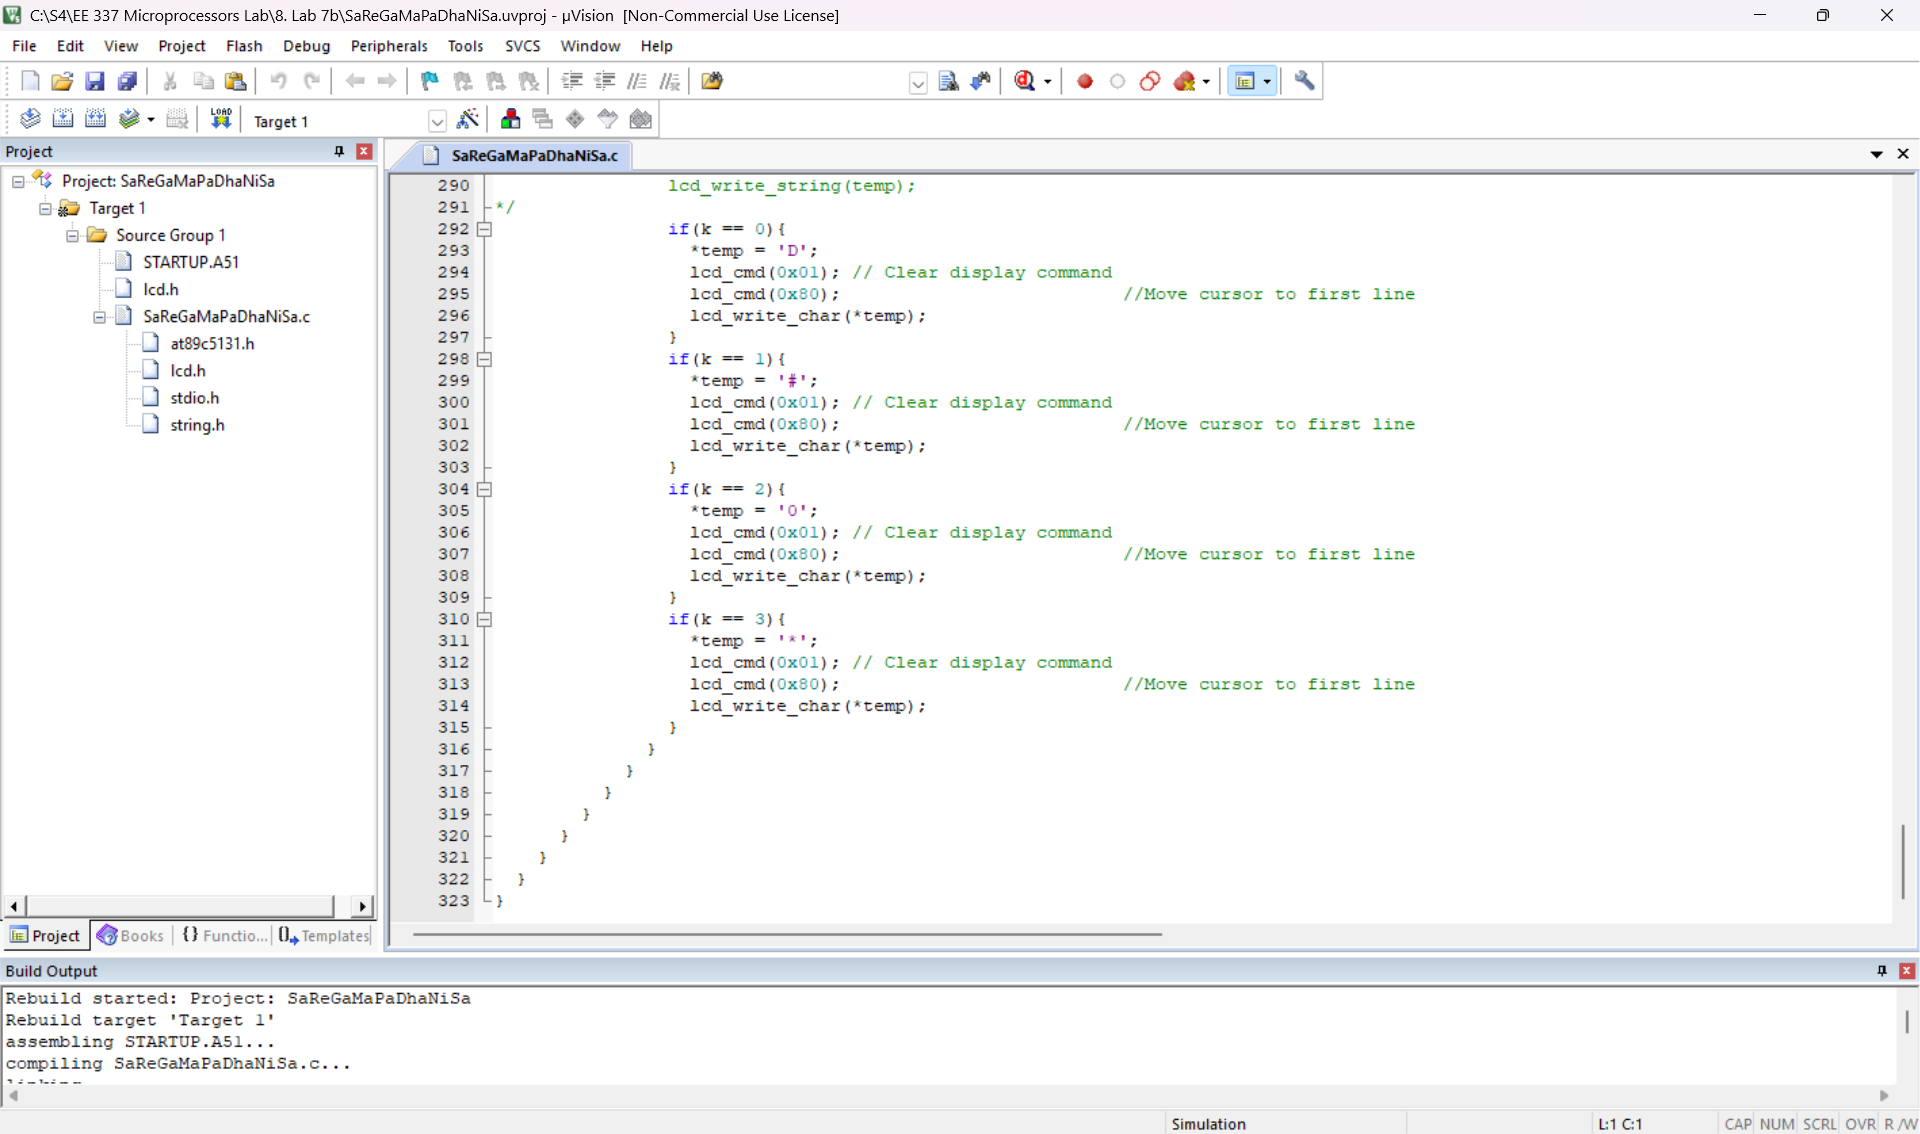 C:\S4\EE 337 Microprocessors Lab\8. Lab 7b\SaReGaMaPaDhaNiSa.uvproj - µVision [Non-Commercial Use License]
File Edit View Project Flash Debug Peripherals Tools SVCS Window Help
LOAD
Target 1
Project
SaReGaMaPaDhaNiSa.c
Project: SaReGaMaPaDhaNiSa
Target 1
Source Group 1
STARTUP.A51
lcd.h
SaReGaMaPaDhaNiSa.c
at89c5131.h
lcd.h
stdio.h
string.h
290 lcd_write_string(temp);
291 */
292 if(k == 0){
293 *temp = 'D';
294 lcd_cmd(0x01); // Clear display command
295 lcd_cmd(0x80); //Move cursor to first line
296 lcd_write_char(*temp);
297 }
298 if(k == 1){
299 *temp = '#';
300 lcd_cmd(0x01); // Clear display command
301 lcd_cmd(0x80); //Move cursor to first line
302 lcd_write_char(*temp);
303 }
304 if(k == 2){
305 *temp = '0';
306 lcd_cmd(0x01); // Clear display command
307 lcd_cmd(0x80); //Move cursor to first line
308 lcd_write_char(*temp);
309 }
310 if(k == 3){
311 *temp = '*';
312 lcd_cmd(0x01); // Clear display command
313 lcd_cmd(0x80); //Move cursor to first line
314 lcd_write_char(*temp);
315 }
316 }
317 }
318 }
319 }
320 }
321 }
322 }
323 }
Project Books {} Functio... Templates
Build Output
Rebuild started: Project: SaReGaMaPaDhaNiSa
Rebuild target 'Target 1'
assembling STARTUP.A51...
compiling SaReGaMaPaDhaNiSa.c...
Simulation L:1 C:1 CAP NUM SCRL OVR R/W